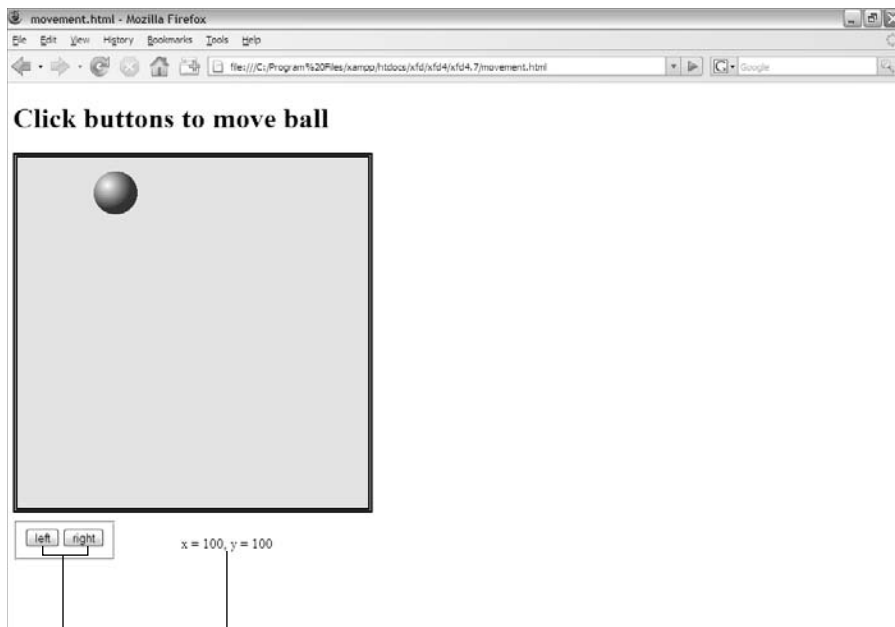 movement.html - Mozilla Firefox
File Edit View History Bookmarks Tools Help
file:///C:/Program%20Files/xampp/htdocs/xfd/xfd4/xfd4.7/movement.html
G Google
Click buttons to move ball
left right
x = 100, y = 100